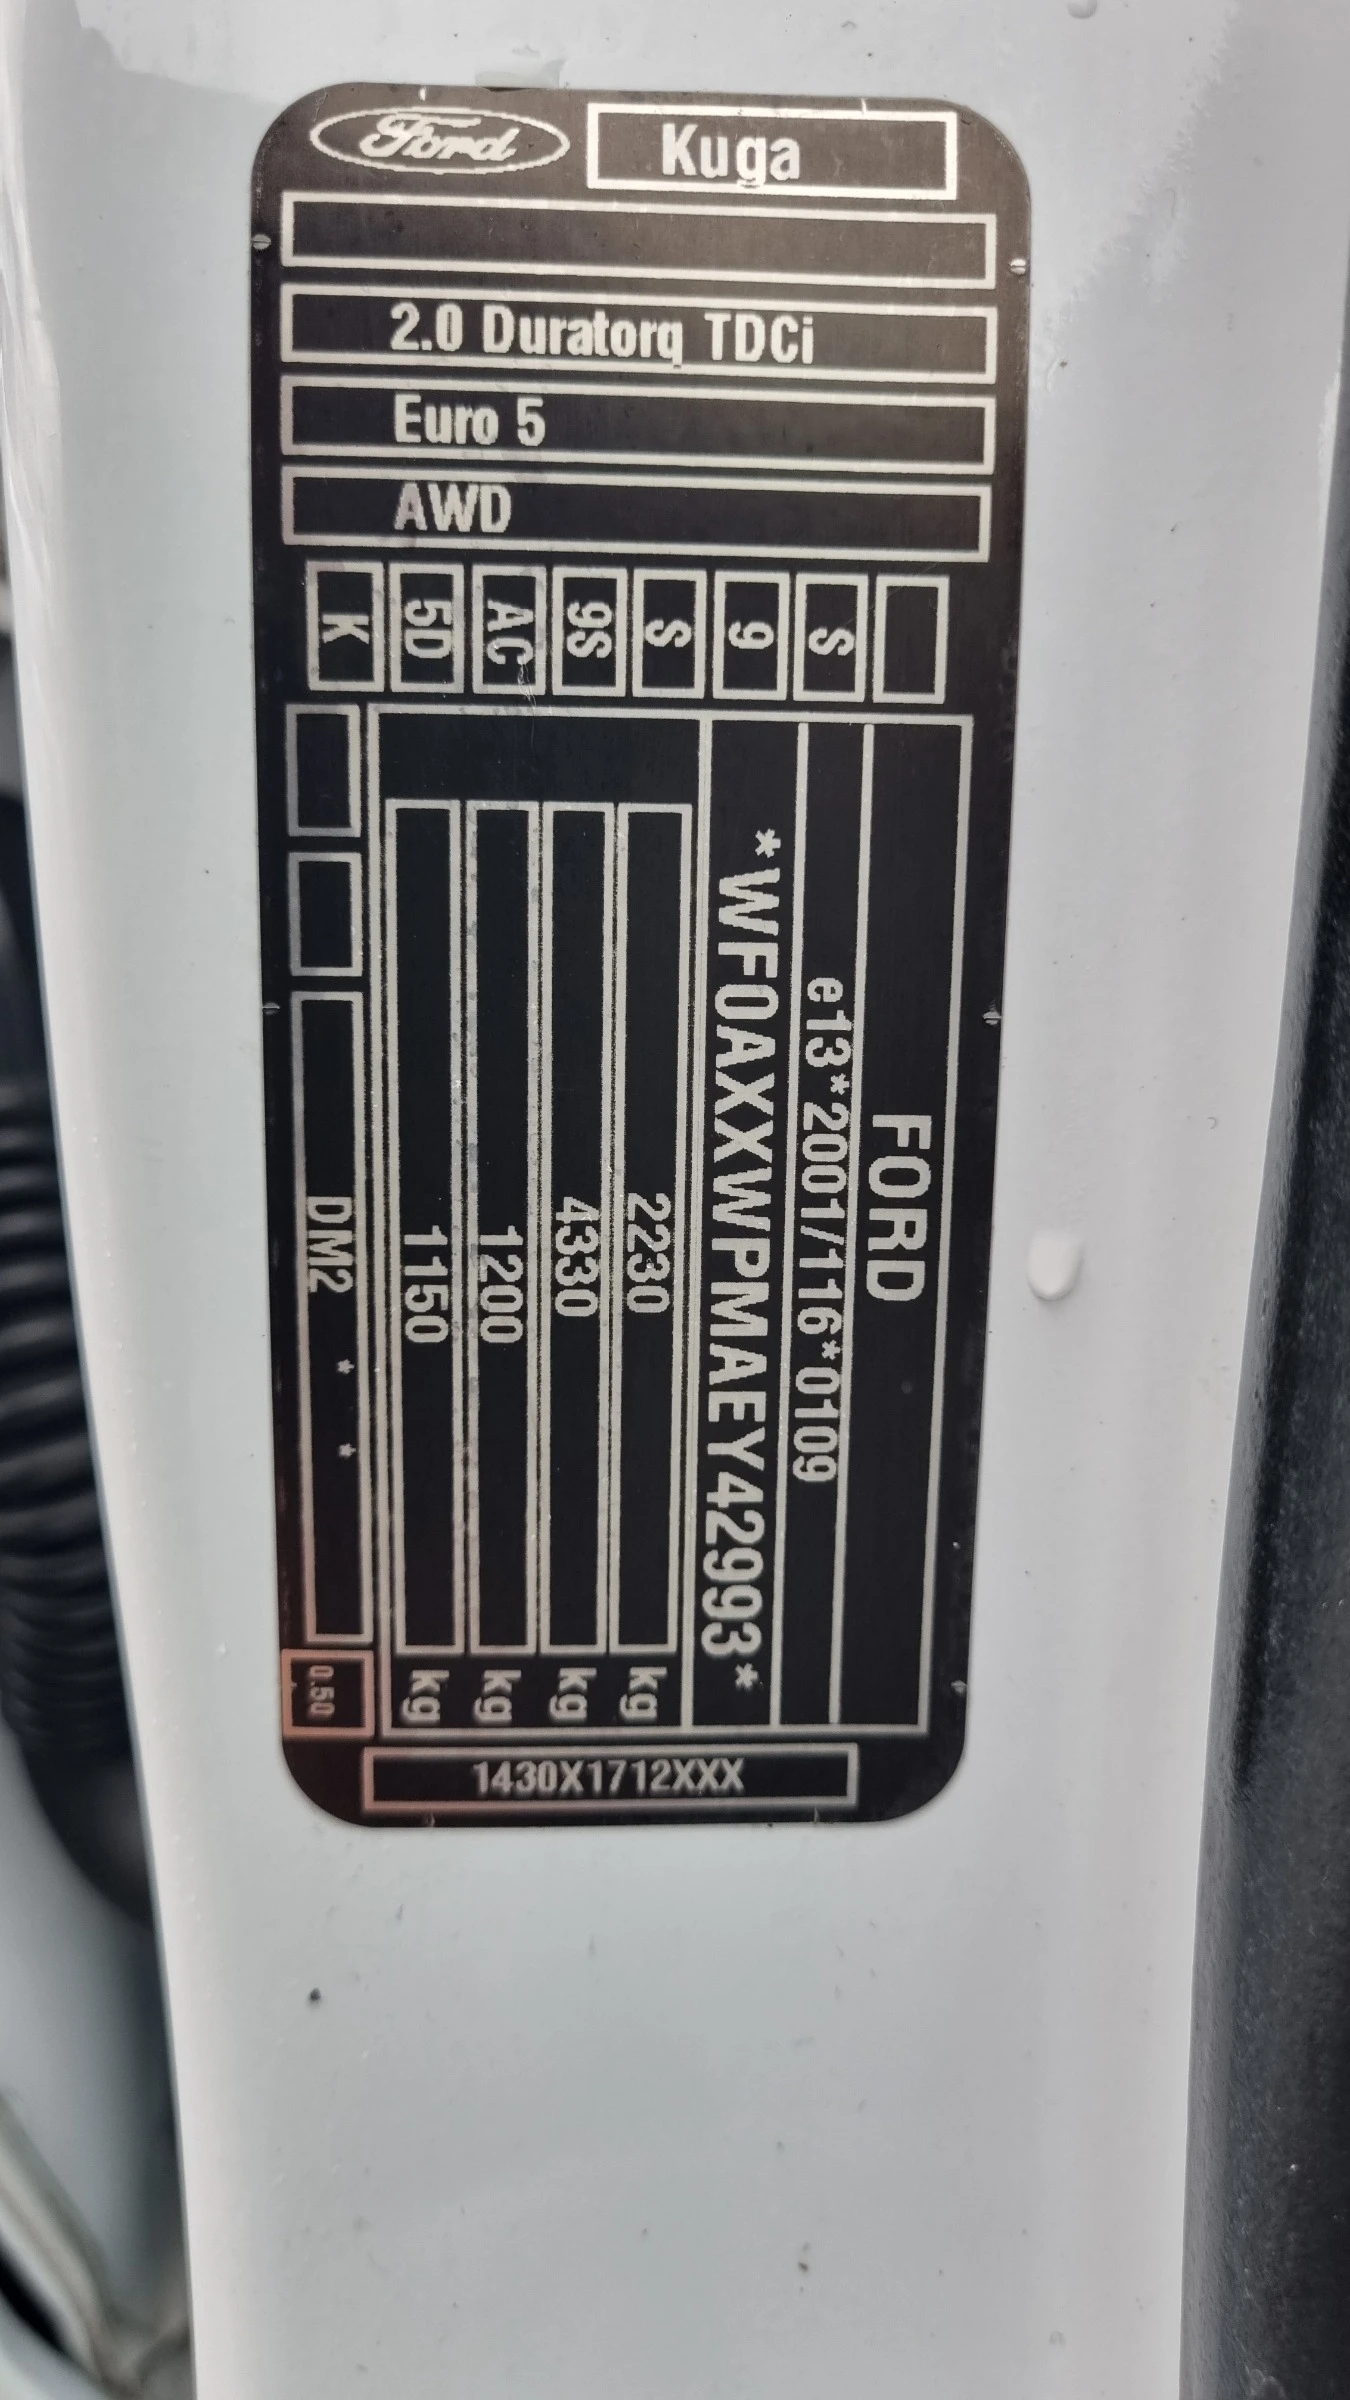 Ford
Kuga
2.0 Duratorq TDCi
Euro 5
AWD
K 5D AC 9S S 9 S
FORD
e13*2001/116*0109
*WF0AXXWPMAEY42993*
2230 kg
4330 kg
1200 kg
1150 kg
DM2 * *
0.50
1430X1712XXX